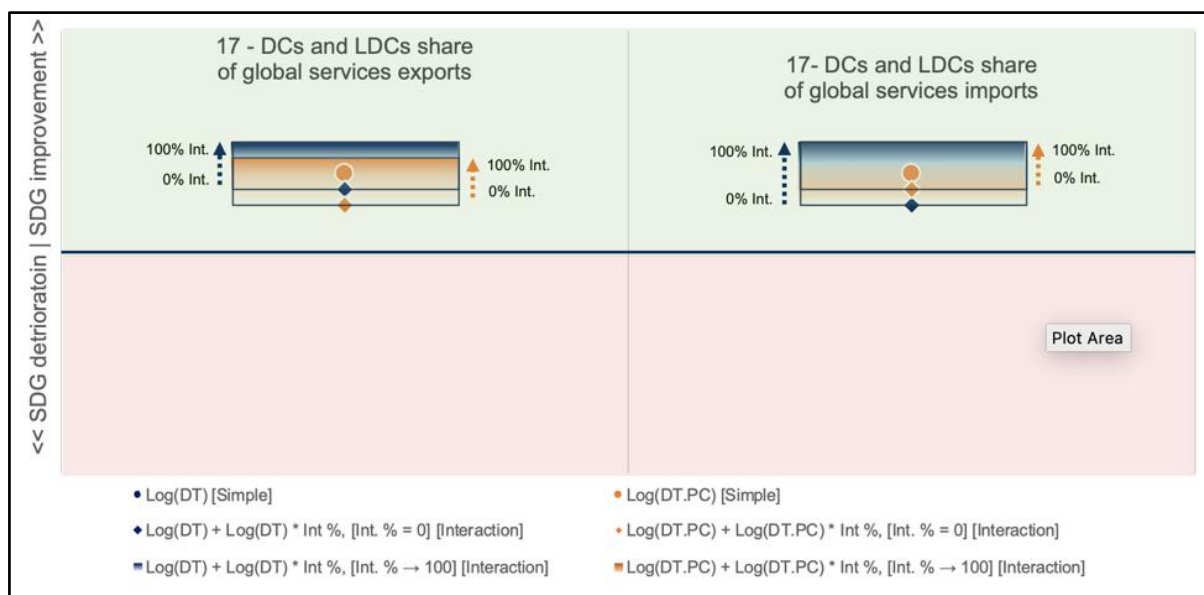 << SDG detrioratoin | SDG improvement >>
17 - DCs and LDCs share
of global services exports
17- DCs and LDCs share
of global services imports
100% Int.
0% Int.
100% Int.
0% Int.
100% Int.
0% Int.
100% Int.
0% Int.
Plot Area
Log(DT) [Simple]
Log(DT.PC) [Simple]
Log(DT) + Log(DT) * Int %, [Int. % = 0] [Interaction]
Log(DT.PC) + Log(DT.PC) * Int %, [Int. % = 0] [Interaction]
Log(DT) + Log(DT) * Int %, [Int. % → 100] [Interaction]
Log(DT.PC) + Log(DT.PC) * Int %, [Int. % → 100] [Interaction]